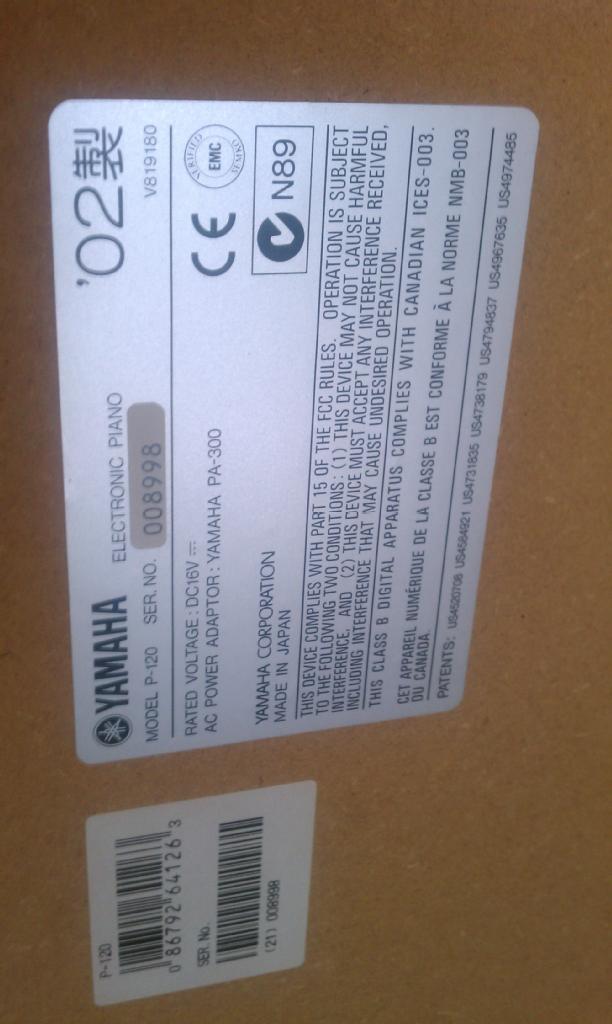 YAMAHA ELECTRONIC PIANO '02製
MODEL P-120 SER. NO. 008998 V819180
RATED VOLTAGE : DC16V
AC POWER ADAPTOR : YAMAHA PA-300
CE
VERIFIED EMC SEMKO
YAMAHA CORPORATION
MADE IN JAPAN
N89
THIS DEVICE COMPLIES WITH PART 15 OF THE FCC RULES. OPERATION IS SUBJECT
TO THE FOLLOWING TWO CONDITIONS : (1) THIS DEVICE MAY NOT CAUSE HARMFUL
INTERFERENCE, AND (2) THIS DEVICE MUST ACCEPT ANY INTERFERENCE RECEIVED,
INCLUDING INTERFERENCE THAT MAY CAUSE UNDESIRED OPERATION.
THIS CLASS B DIGITAL APPARATUS COMPLIES WITH CANADIAN ICES-003.
CET APPAREIL NUMÉRIQUE DE LA CLASSE B EST CONFORME À LA NORME NMB-003
DU CANADA.
PATENTS: US4520708 US4584921 US4731835 US4738179 US4794837 US4967635 US4974485
P-120
0 86792 64126 3
SER. No.
(21) 008998